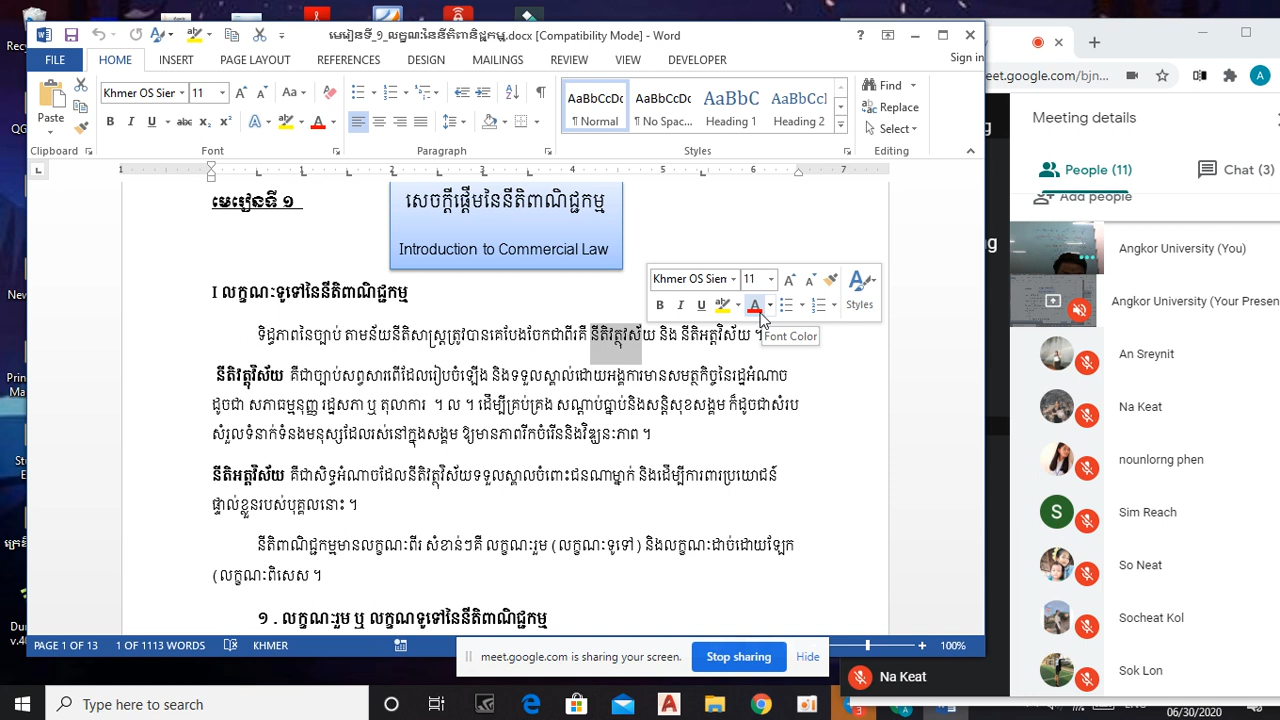 មេរៀនទី_9_លក្ខណៈនៃនីតិពាណិជ្ជកម្ម.docx [Compatibility Mode] - Word
FILE HOME INSERT PAGE LAYOUT REFERENCES DESIGN MAILINGS REVIEW VIEW DEVELOPER Sign in
Paste
Khmer OS Siem 11
Find
Replace
Select
AaBbCcDc AaBbCcDc AaBbC AaBbCcI
¶ Normal ¶ No Spac... Heading 1 Heading 2
Clipboard Font Paragraph Styles Editing
មេរៀនទី ១
សេចក្តីផ្តើមនៃនីតិពាណិជ្ជកម្ម
Introduction to Commercial Law
Khmer OS Siem 11
Styles
Font Color
I លក្ខណៈទូទៅនៃនីតិពាណិជ្ជកម្ម
ទិដ្ឋភាពនៃច្បាប់ តាមន័យនីតិសាស្ត្រត្រូវបានគេបែងចែកជាពីរគឺ នីតិវត្ថុវិស័យ និង នីតិអត្តវិស័យ ។
នីតិវត្ថុវិស័យ គឺជាច្បាប់សព្វសារពើដែលរៀបចំឡើង និងទទួលស្គាល់ដោយអង្គការមានសមត្ថកិច្ចនៃរដ្ឋអំណាច
ដូចជា សភាធម្មនុញ្ញ រដ្ឋសភា ឬ តុលាការ ។ ល ។ ដើម្បីគ្រប់គ្រង សណ្តាប់ធ្នាប់និងសន្តិសុខសង្គម ក៏ដូចជាសំរប
សំរួលទំនាក់ទំនងមនុស្សដែលរស់នៅក្នុងសង្គម ឱ្យមានភាពរីកចំរើននិងវិឌ្ឍនៈភាព ។
នីតិអត្តវិស័យ គឺជាសិទ្ធអំណាចដែលនីតិវត្ថុវិស័យទទួលស្គាលចំពោះជនណាម្នាក់ និងដើម្បីការពារប្រយោជន៍
ផ្ទាល់ខ្លួនរបស់បុគ្គលនោះ ។
នីតិពាណិជ្ជកម្មមានលក្ខណៈពីរ សំខាន់ៗគឺ លក្ខណៈរួម (លក្ខណៈទូទៅ) និងលក្ខណៈដាច់ដោយឡែក
(លក្ខណៈពិសេស ។
១ . លក្ខណៈរួម ឬ លក្ខណទូទៅនៃនីតិពាណិជ្ជកម្ម
PAGE 1 OF 13 1 OF 1113 WORDS KHMER 100%
meet.google.com is sharing your screen. Stop sharing Hide
Type here to search
06/30/2020
neet.google.com/bjn...
Meeting details
People (11) Chat (3)
Add people
Angkor University (You)
Angkor University (Your Presen
An Sreynit
Na Keat
nounlorng phen
S Sim Reach
So Neat
Socheat Kol
Sok Lon
Na Keat